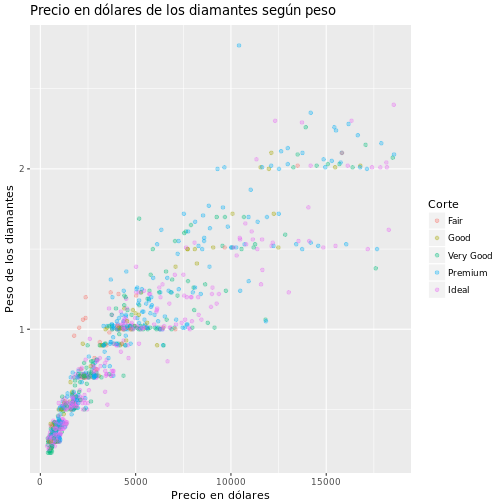 Precio en dólares de los diamantes según peso
Peso de los diamantes
2
1
0
5000
10000
15000
Precio en dólares
Corte
Fair
Good
Very Good
Premium
Ideal